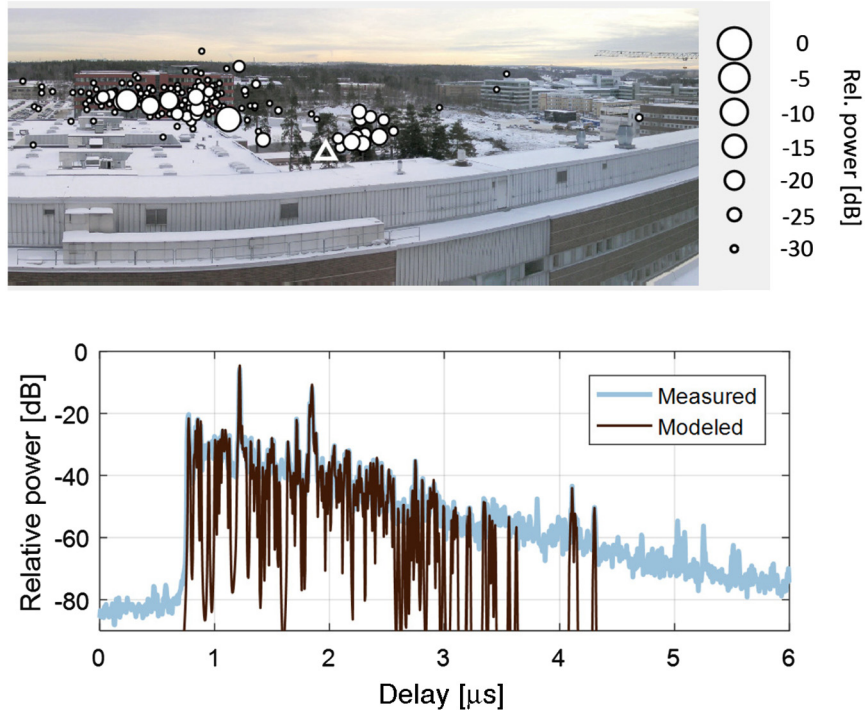 0
-5
-10
-15
-20
-25
-30
Rel. power [dB]
0
-20
-40
-60
-80
Relative power [dB]
Measured
Modeled
0 1 2 3 4 5 6
Delay [μs]